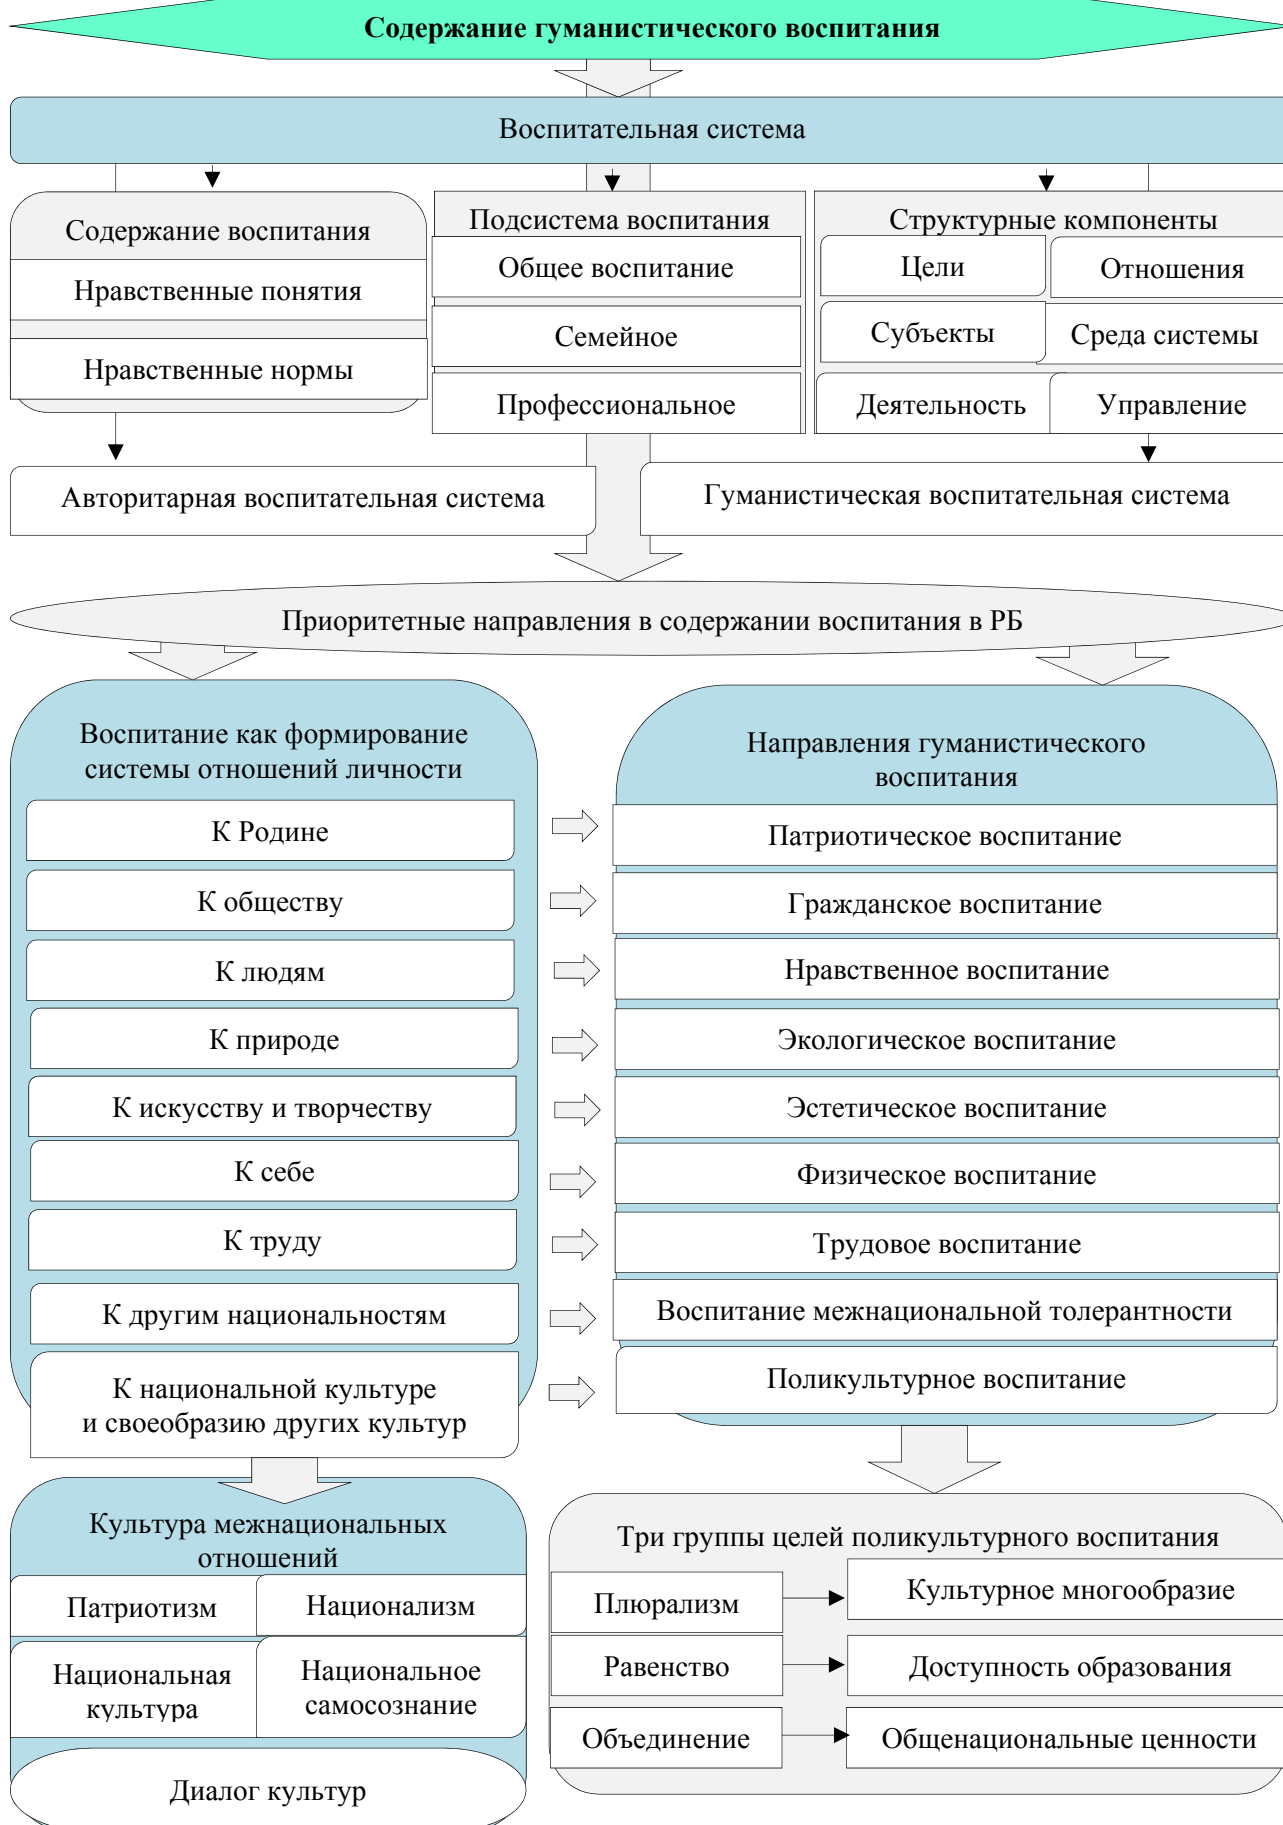 Содержание гуманистического воспитания
Воспитательная система
Содержание воспитания
Нравственные понятия
Нравственные нормы
Подсистема воспитания
Общее воспитание
Семейное
Профессиональное
Структурные компоненты
Цели
Отношения
Субъекты
Среда системы
Деятельность
Управление
Авторитарная воспитательная система
Гуманистическая воспитательная система
Приоритетные направления в содержании воспитания в РБ
Воспитание как формирование
системы отношений личности
Направления гуманистического
воспитания
К Родине
Патриотическое воспитание
К обществу
Гражданское воспитание
К людям
Нравственное воспитание
К природе
Экологическое воспитание
К искусству и творчеству
Эстетическое воспитание
К себе
Физическое воспитание
К труду
Трудовое воспитание
К другим национальностям
Воспитание межнациональной толерантности
К национальной культуре
и своеобразию других культур
Поликультурное воспитание
Культура межнациональных
отношений
Патриотизм
Национализм
Национальная
культура
Национальное
самосознание
Диалог культур
Три группы целей поликультурного воспитания
Плюрализм
Культурное многообразие
Равенство
Доступность образования
Объединение
Общенациональные ценности